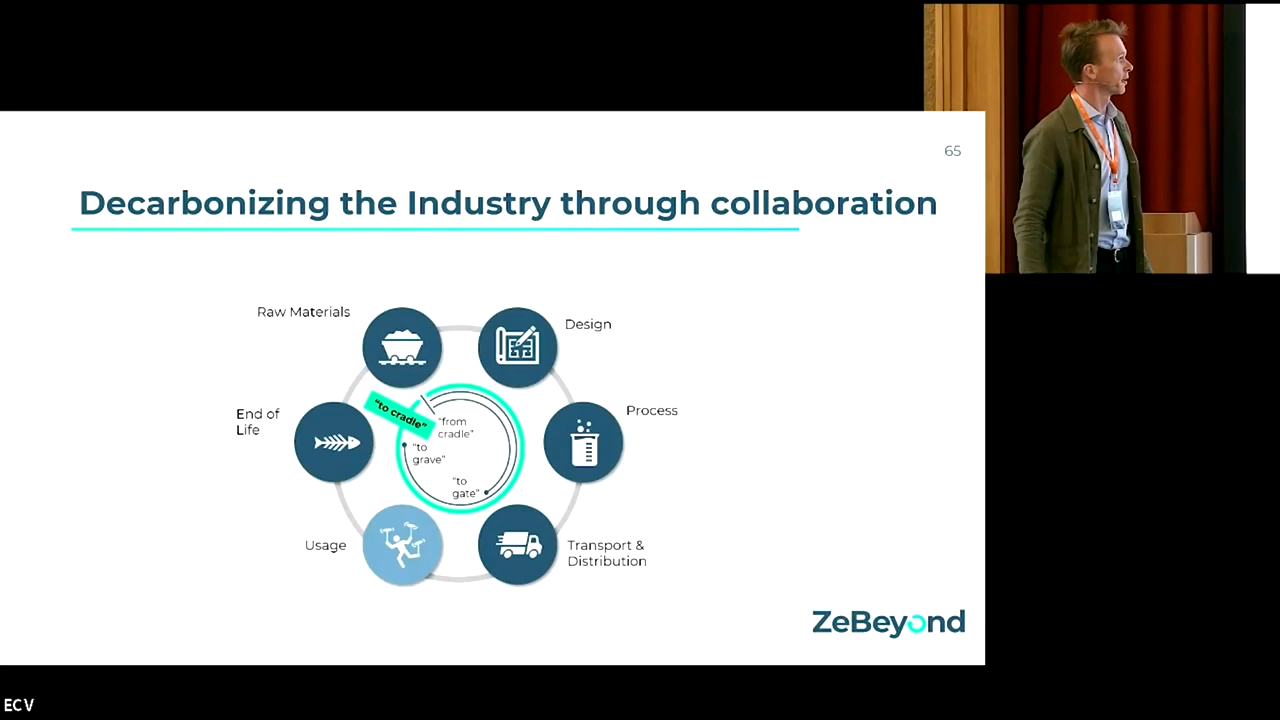 65
Decarbonizing the Industry through collaboration
Raw Materials
Design
"to cradle"
"from
cradle"
End of
Life
Process
"to
grave"
"to
gate"
Usage
Transport &
Distribution
ZeBeyond
ECV